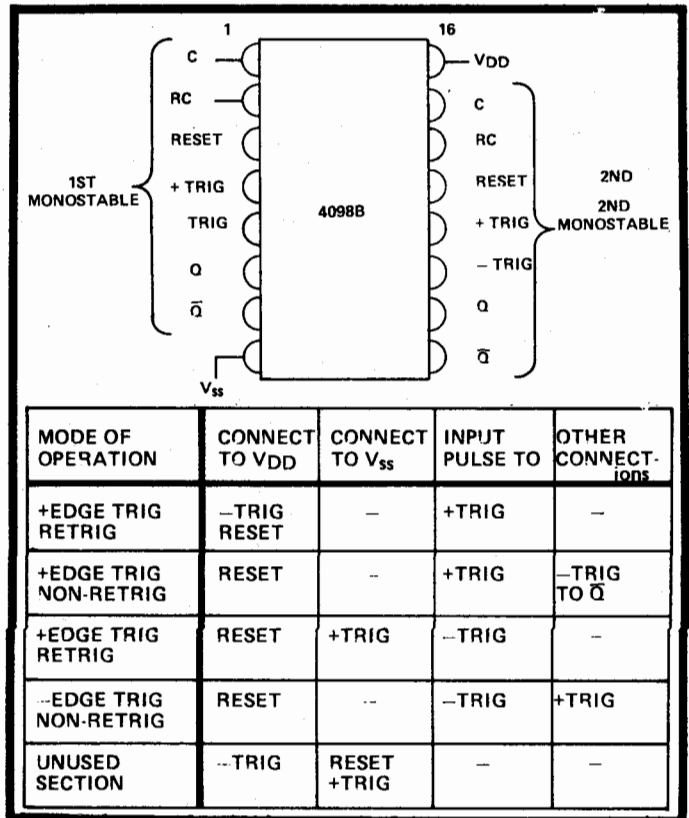 1 16
C VDD
RC C
RESET RC
1ST MONOSTABLE
+ TRIG RESET 2ND
4098B
TRIG + TRIG 2ND MONOSTABLE
Q – TRIG
Q̅ Q
Vss Q̅
MODE OF OPERATION CONNECT TO VDD CONNECT TO Vss INPUT PULSE TO OTHER CONNECT-ions
+EDGE TRIG RETRIG –TRIG RESET – +TRIG –
+EDGE TRIG NON-RETRIG RESET – +TRIG –TRIG TO Q̅
+EDGE TRIG RETRIG RESET +TRIG –TRIG –
–EDGE TRIG NON-RETRIG RESET – –TRIG +TRIG
UNUSED SECTION –TRIG RESET +TRIG – –